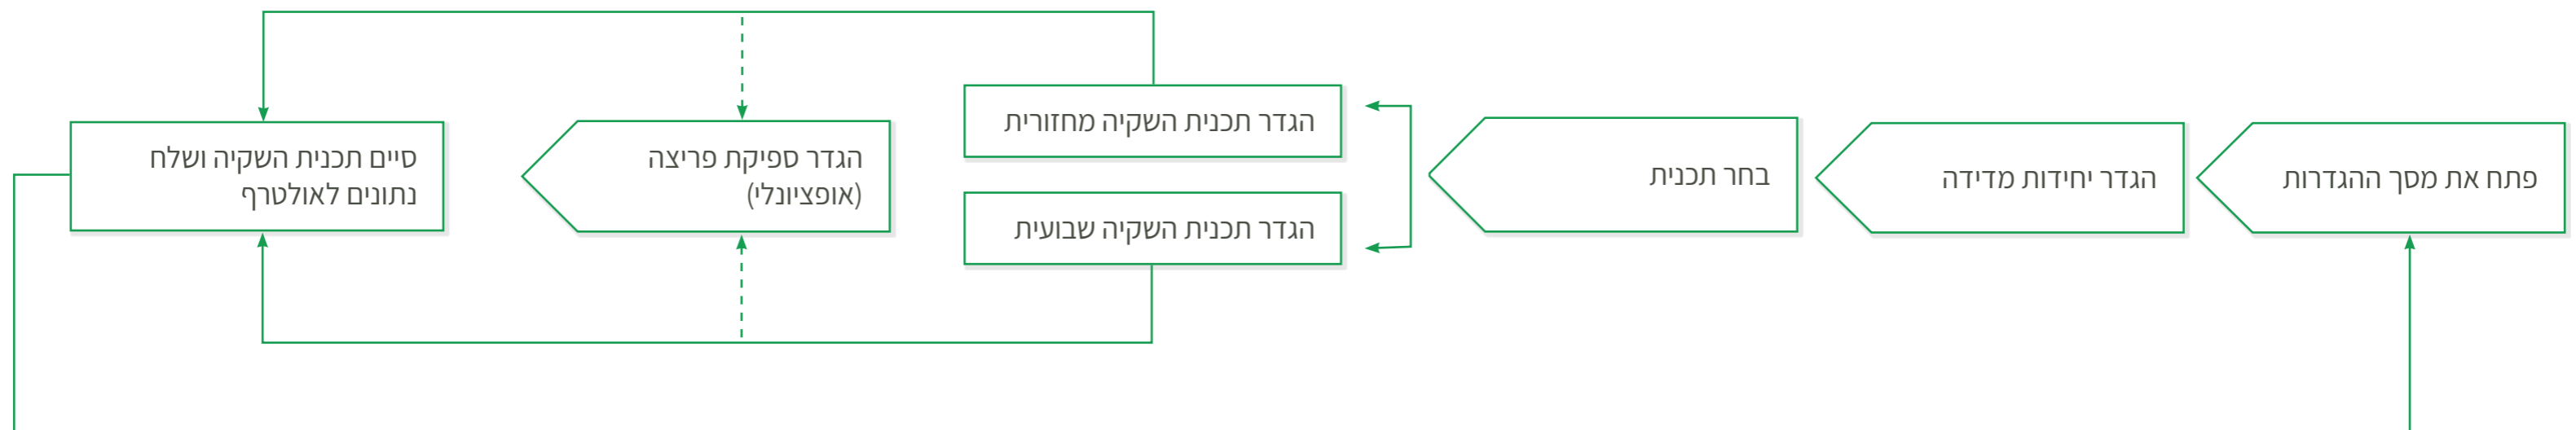 פתח את מסך ההגדרות
הגדר יחידות מדידה
בחר תכנית
הגדר תכנית השקיה מחזורית
הגדר תכנית השקיה שבועית
הגדר ספיקת פריצה
(אופציונלי)
סיים תכנית השקיה ושלח
נתונים לאולטרף